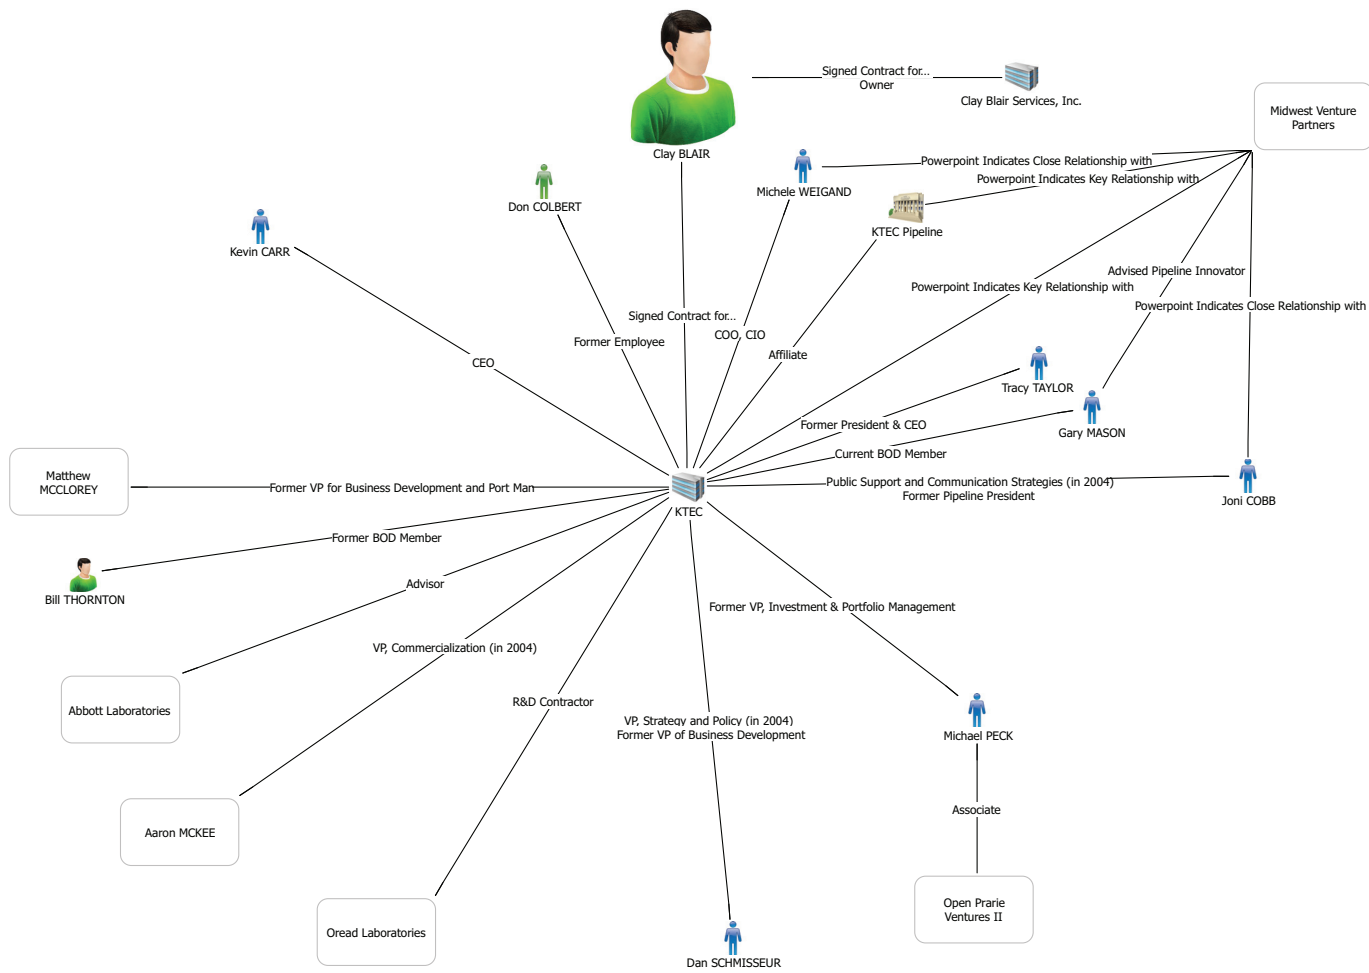 Signed Contract for...
Owner
Clay Blair Services, Inc.
Midwest Venture
Partners
Clay BLAIR
Powerpoint Indicates Close Relationship with
Michele WEIGAND
Powerpoint Indicates Key Relationship with
Don COLBERT
KTEC Pipeline
Kevin CARR
Advised Pipeline Innovator
Powerpoint Indicates Key Relationship with
Powerpoint Indicates Close Relationship with
Signed Contract for...
COO, CIO
Former Employee
Affiliate
CEO
Tracy TAYLOR
Former President & CEO
Gary MASON
Current BOD Member
Matthew
MCCLOREY
Former VP for Business Development and Port Man
Public Support and Communication Strategies (in 2004)
Former Pipeline President
Joni COBB
KTEC
Former BOD Member
Bill THORNTON
Advisor
Former VP, Investment & Portfolio Management
VP, Commercialization (in 2004)
R&D Contractor
Abbott Laboratories
VP, Strategy and Policy (in 2004)
Former VP of Business Development
Michael PECK
Associate
Aaron MCKEE
Open Prarie
Ventures II
Oread Laboratories
Dan SCHMISSEUR